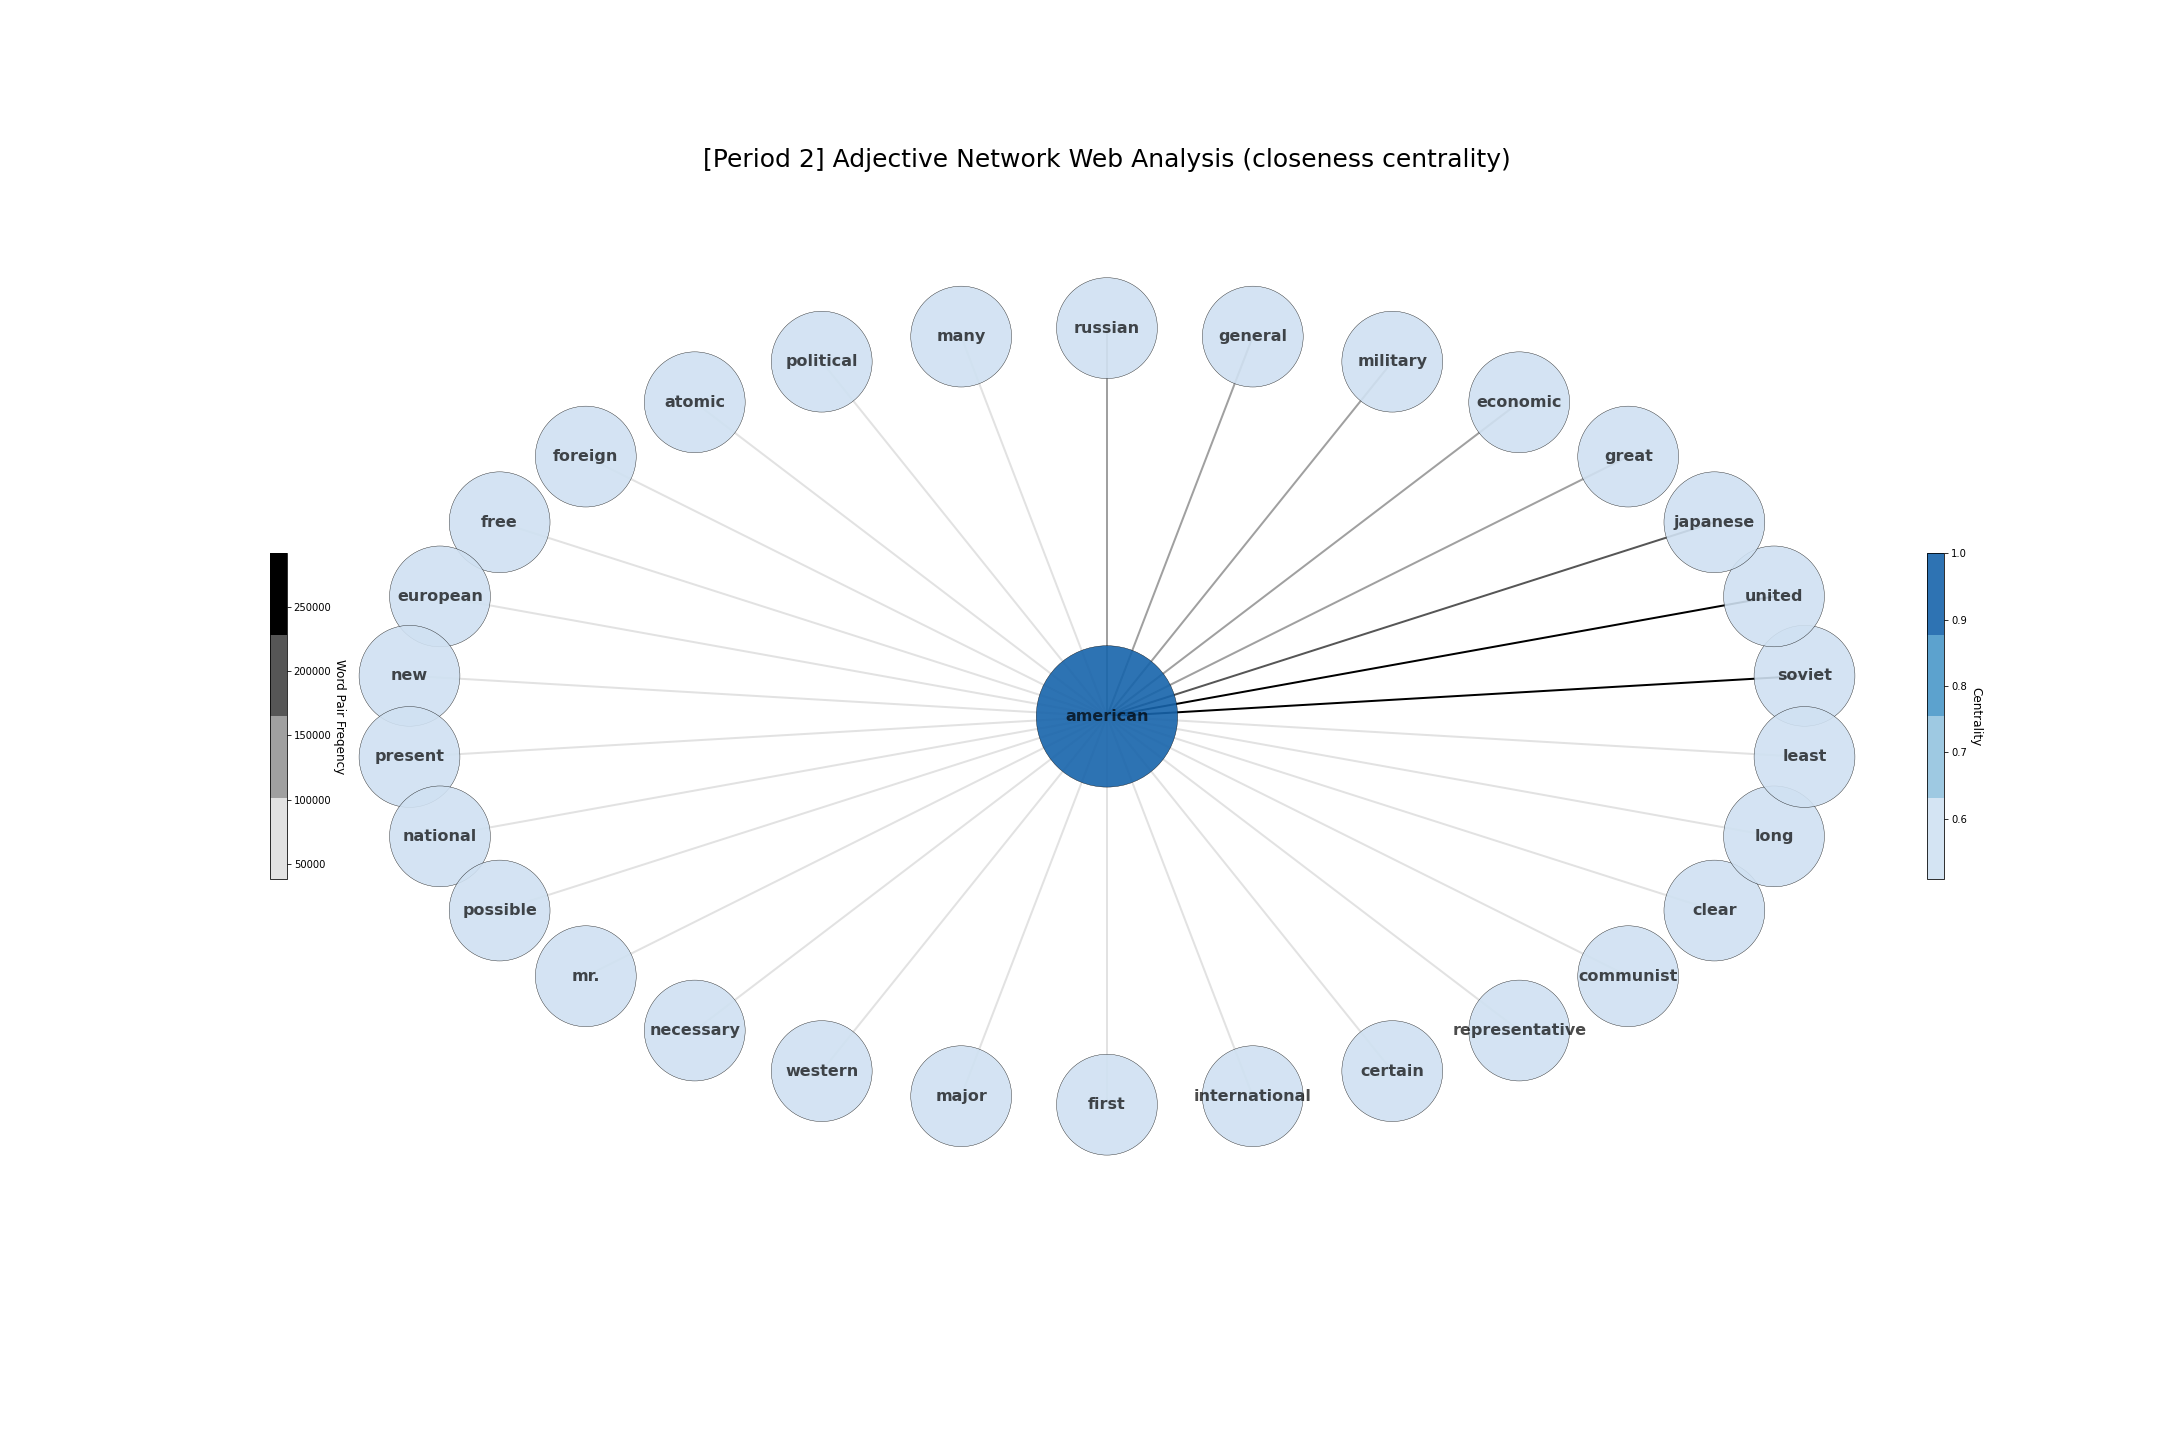 [Period 2] Adjective Network Web Analysis (closeness centrality)
russian
many
general
political
military
atomic
economic
foreign
great
free
japanese
european
united
new
soviet
american
present
least
national
long
possible
clear
mr.
communist
necessary
representative
western
certain
major
international
first
250000
200000
150000
100000
50000
Word Pair Freqency
1.0
0.9
0.8
0.7
0.6
Centrality